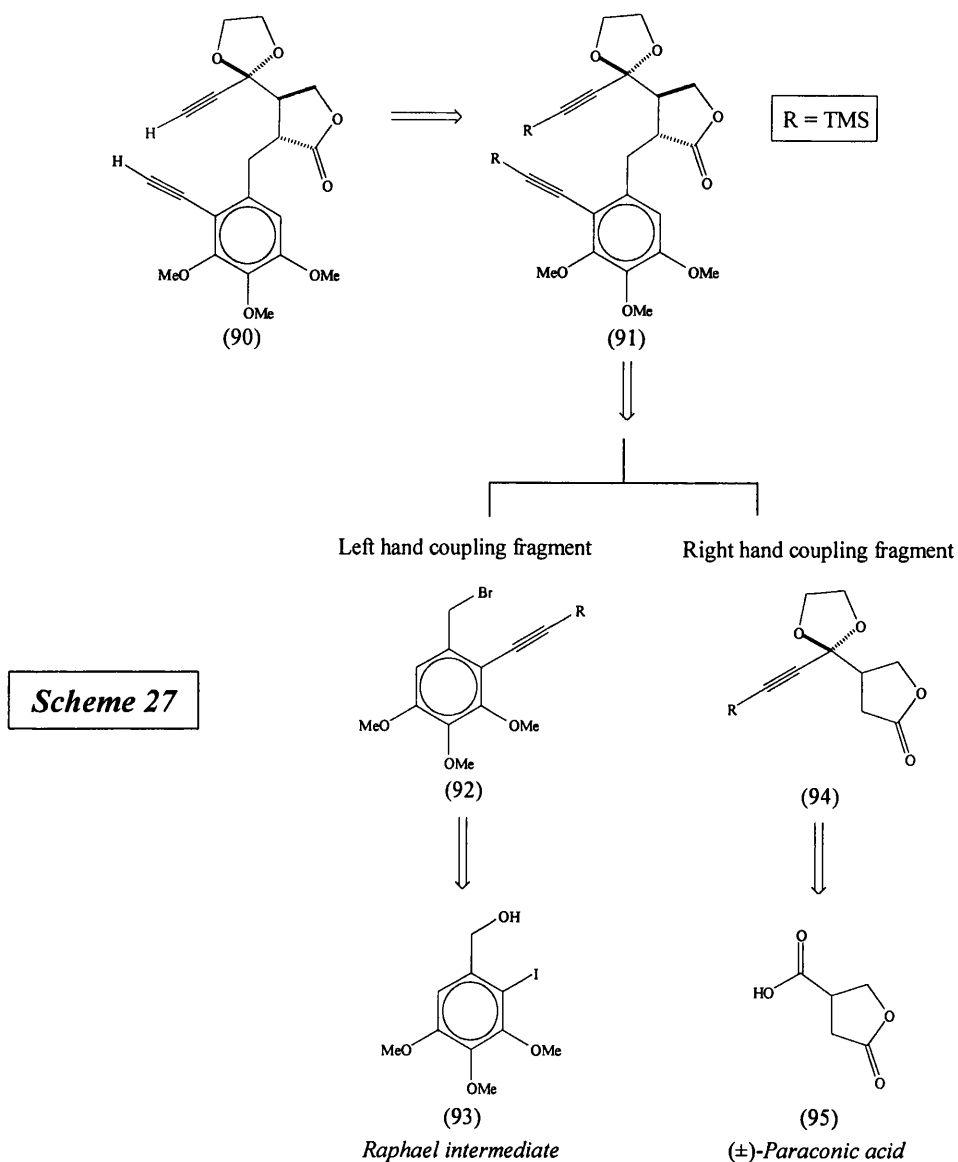 O
O
O
O
R = TMS
H
R
O
O
H
R
O
O
MeO
OMe
MeO
OMe
OMe
OMe
(90)
(91)
Left hand coupling fragment
Right hand coupling fragment
Br
R
O
O
Scheme 27
R
O
MeO
OMe
O
OMe
(92)
(94)
OH
O
I
HO
O
MeO
OMe
O
OMe
(93)
(95)
Raphael intermediate
(±)-Paraconic acid